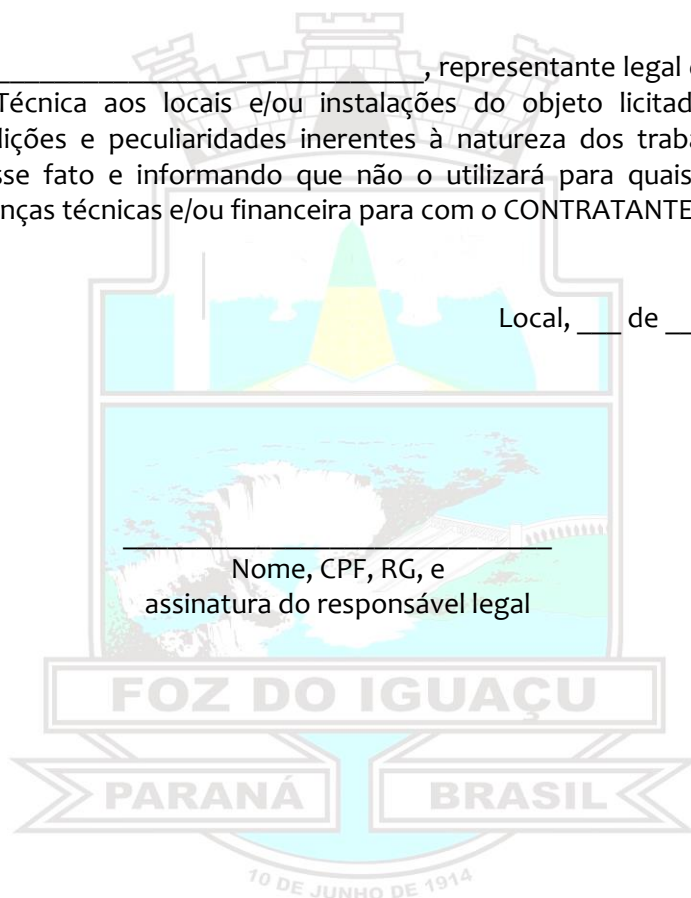 ______________________________, representante legal
Técnica aos locais e/ou instalações do objeto licitad
dições e peculiaridades inerentes à natureza dos trab
sse fato e informando que não o utilizará para quais
nças técnicas e/ou financeira para com o CONTRATANTE
Local, ___ de __
______________________________
Nome, CPF, RG, e
assinatura do responsável legal
FOZ DO IGUAÇU
PARANÁ BRASIL
10 DE JUNHO DE 1914